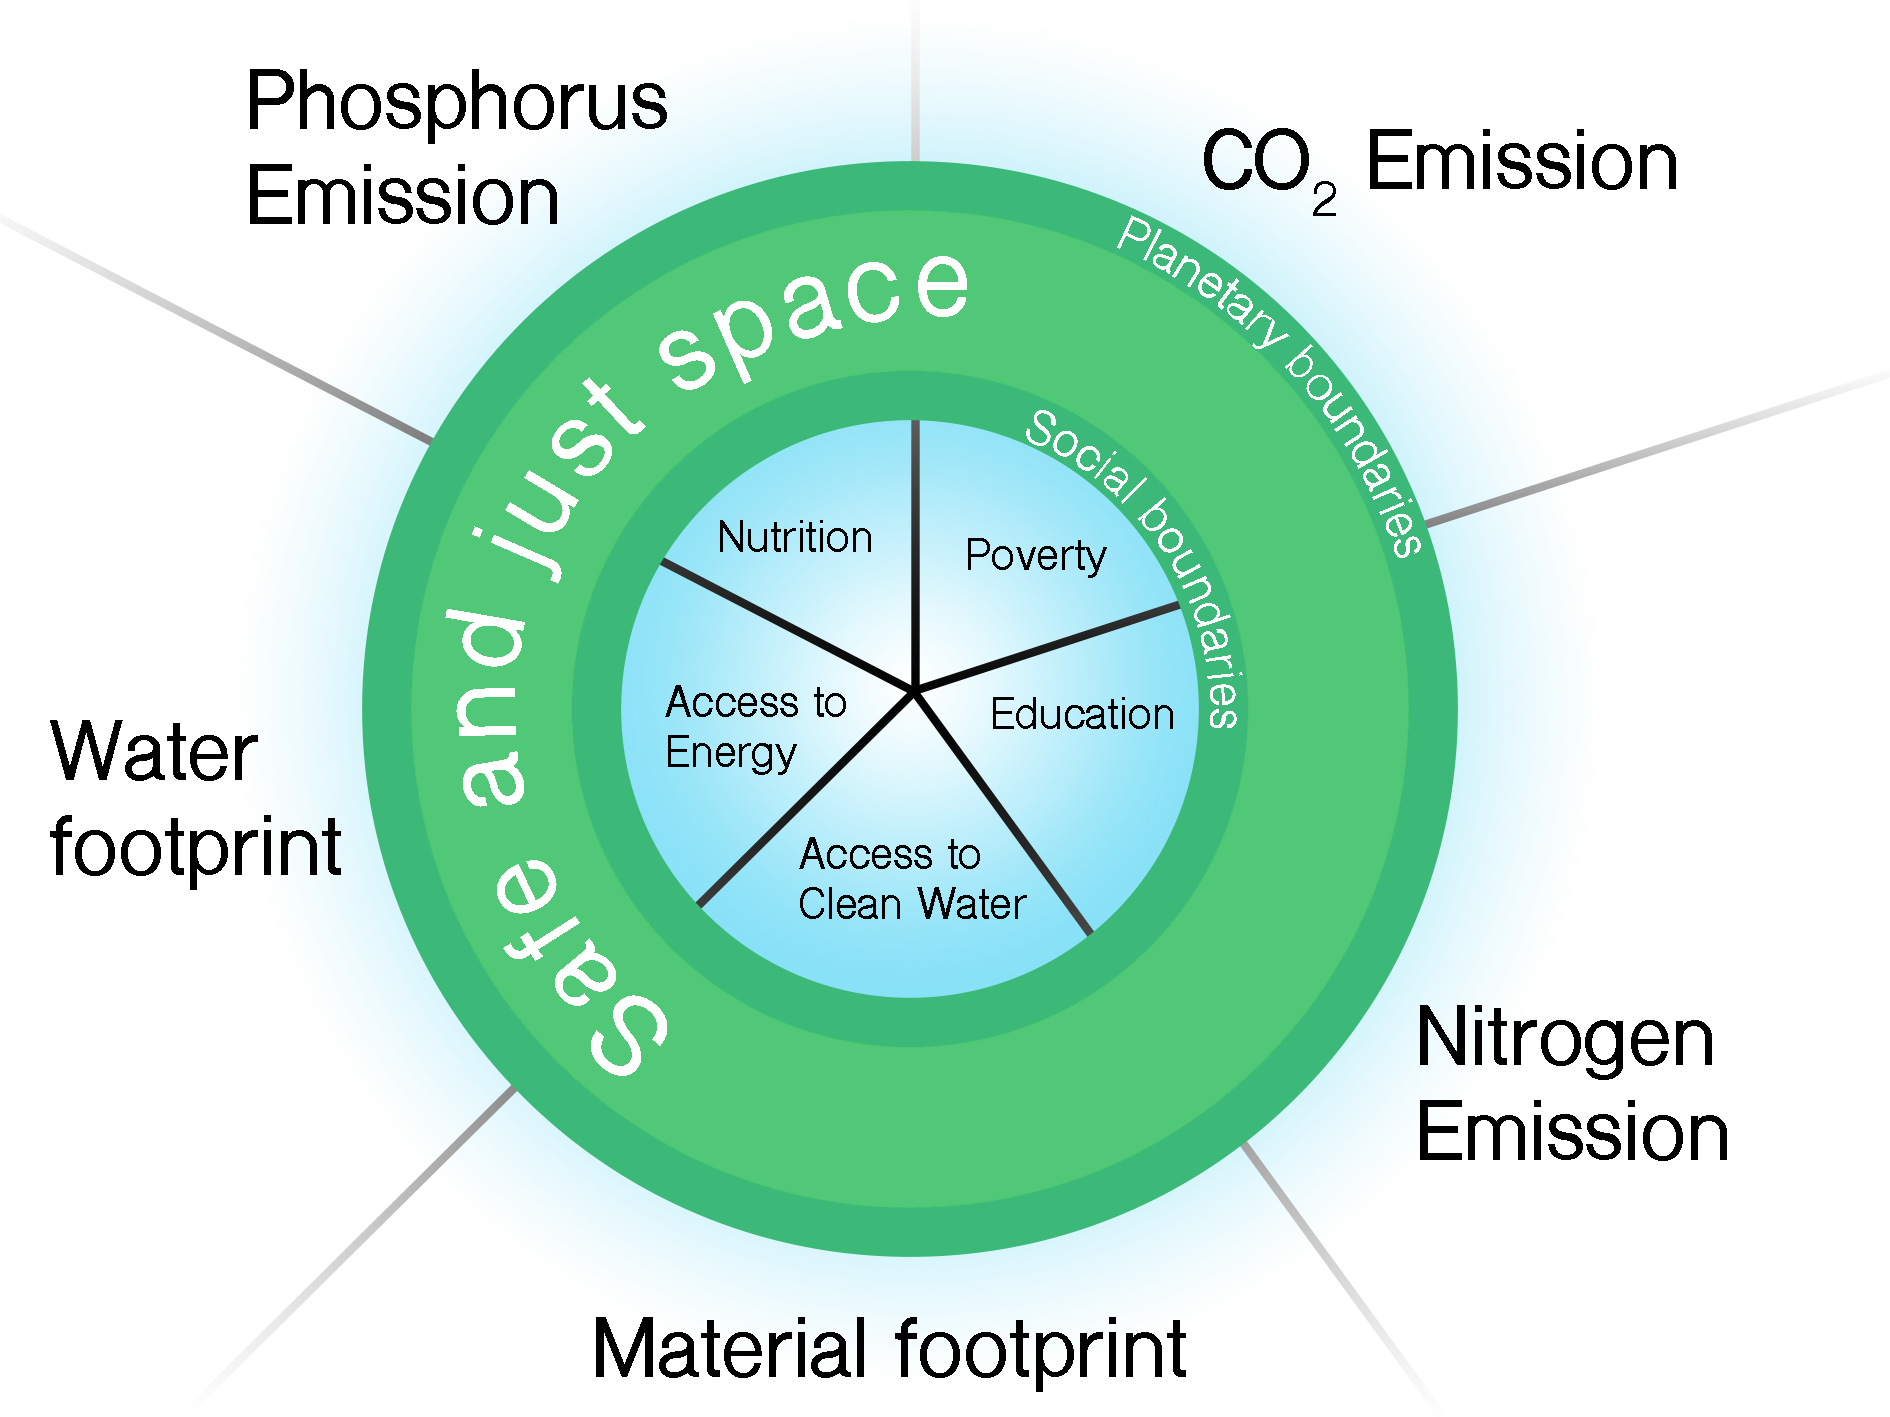 Phosphorus
Emission
CO₂ Emission
Planetary boundaries
Safe and just space
Social boundaries
Nutrition
Poverty
Access to
Energy
Education
Access to
Clean Water
Water
footprint
Nitrogen
Emission
Material footprint